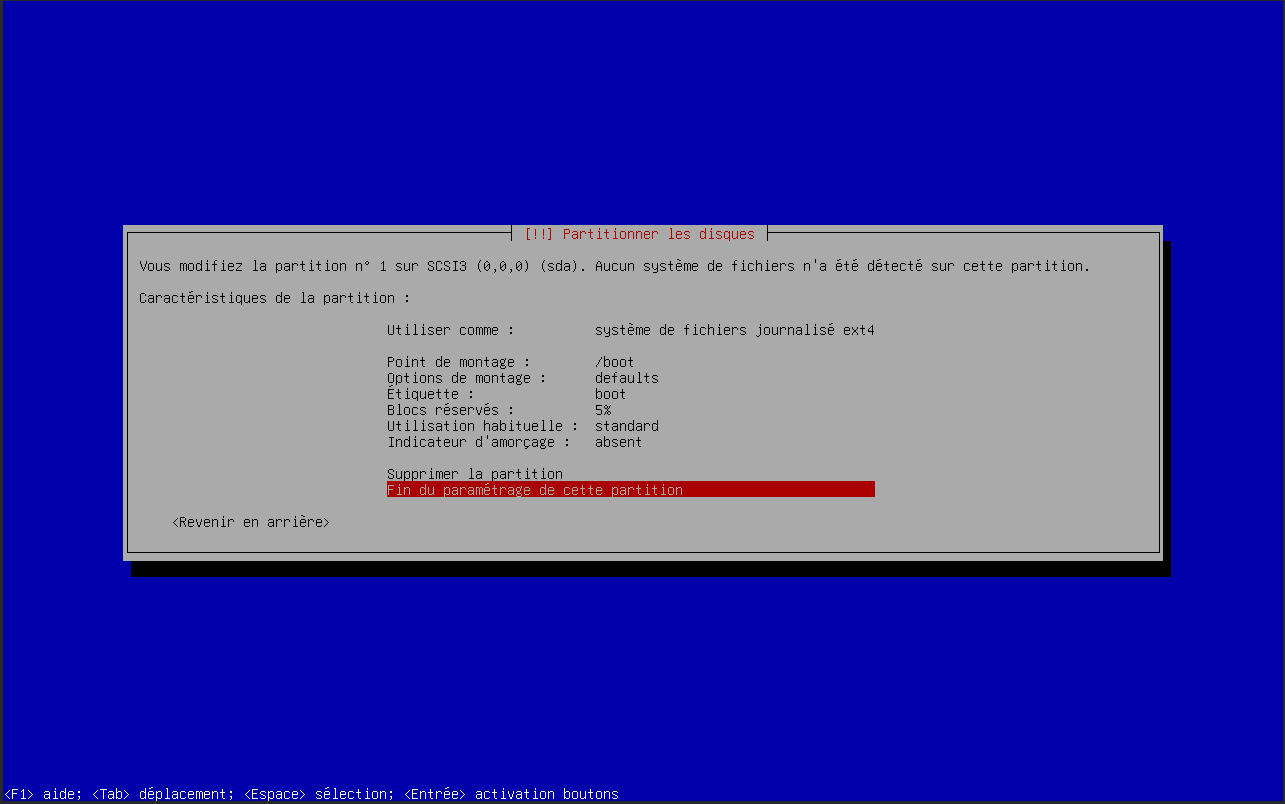 [!!] Partitionner les disques
Vous modifiez la partition n° 1 sur SCSI3 (0,0,0) (sda). Aucun système de fichiers n'a été détecté sur cette partition.
Caractéristiques de la partition :
Utiliser comme : système de fichiers journalisé ext4
Point de montage : /boot
Options de montage : defaults
Étiquette : boot
Blocs réservés : 5%
Utilisation habituelle : standard
Indicateur d'amorçage : absent
Supprimer la partition
Fin du paramétrage de cette partition
<Revenir en arrière>
<F1> aide; <Tab> déplacement; <Espace> sélection; <Entrée> activation boutons